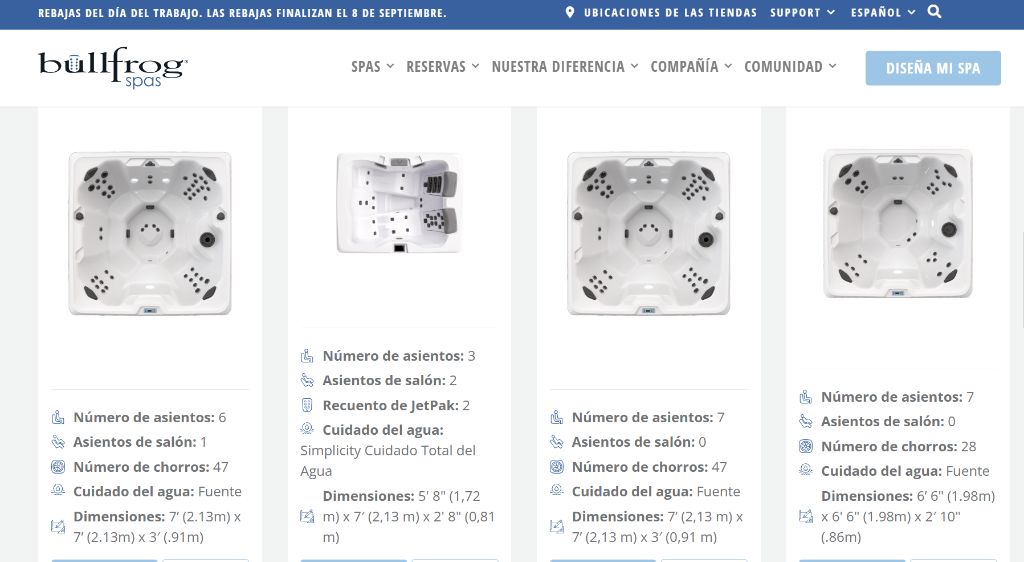 REBAJAS DEL DÍA DEL TRABAJO. LAS REBAJAS FINALIZAN EL 8 DE SEPTIEMBRE.
UBICACIONES DE LAS TIENDAS
SUPPORT
ESPAÑOL
bullfrog
spas
SPAS
RESERVAS
NUESTRA DIFERENCIA
COMPAÑÍA
COMUNIDAD
DISEÑA MI SPA
Número de asientos: 6
Asientos de salón: 1
Número de chorros: 47
Cuidado del agua: Fuente
Dimensiones: 7′ (2.13m) x
7′ (2.13m) x 3′ (.91m)
Número de asientos: 3
Asientos de salón: 2
Recuento de JetPak: 2
Cuidado del agua:
Simplicity Cuidado Total del
Agua
Dimensiones: 5' 8" (1,72
m) x 7′ (2,13 m) x 2' 8" (0,81
m)
Número de asientos: 7
Asientos de salón: 0
Número de chorros: 47
Cuidado del agua: Fuente
Dimensiones: 7′ (2,13 m) x
7′ (2,13 m) x 3′ (0,91 m)
Número de asientos: 7
Asientos de salón: 0
Número de chorros: 28
Cuidado del agua: Fuente
Dimensiones: 6′ 6" (1.98m)
x 6' 6" (1.98m) x 2′ 10"
(.86m)